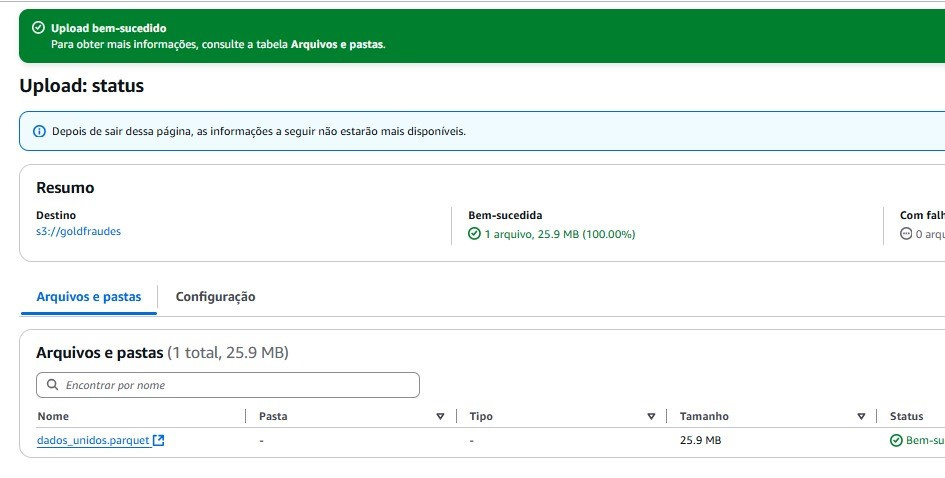 Upload bem-sucedido
Para obter mais informações, consulte a tabela Arquivos e pastas.
Upload: status
Depois de sair dessa página, as informações a seguir não estarão mais disponíveis.
Resumo
Destino
s3://goldfraudes
Bem-sucedida
1 arquivo, 25.9 MB (100.00%)
Com falh
0 arqu
Arquivos e pastas
Configuração
Arquivos e pastas (1 total, 25.9 MB)
Encontrar por nome
Nome Pasta Tipo Tamanho Status
dados_unidos.parquet - - 25.9 MB Bem-su